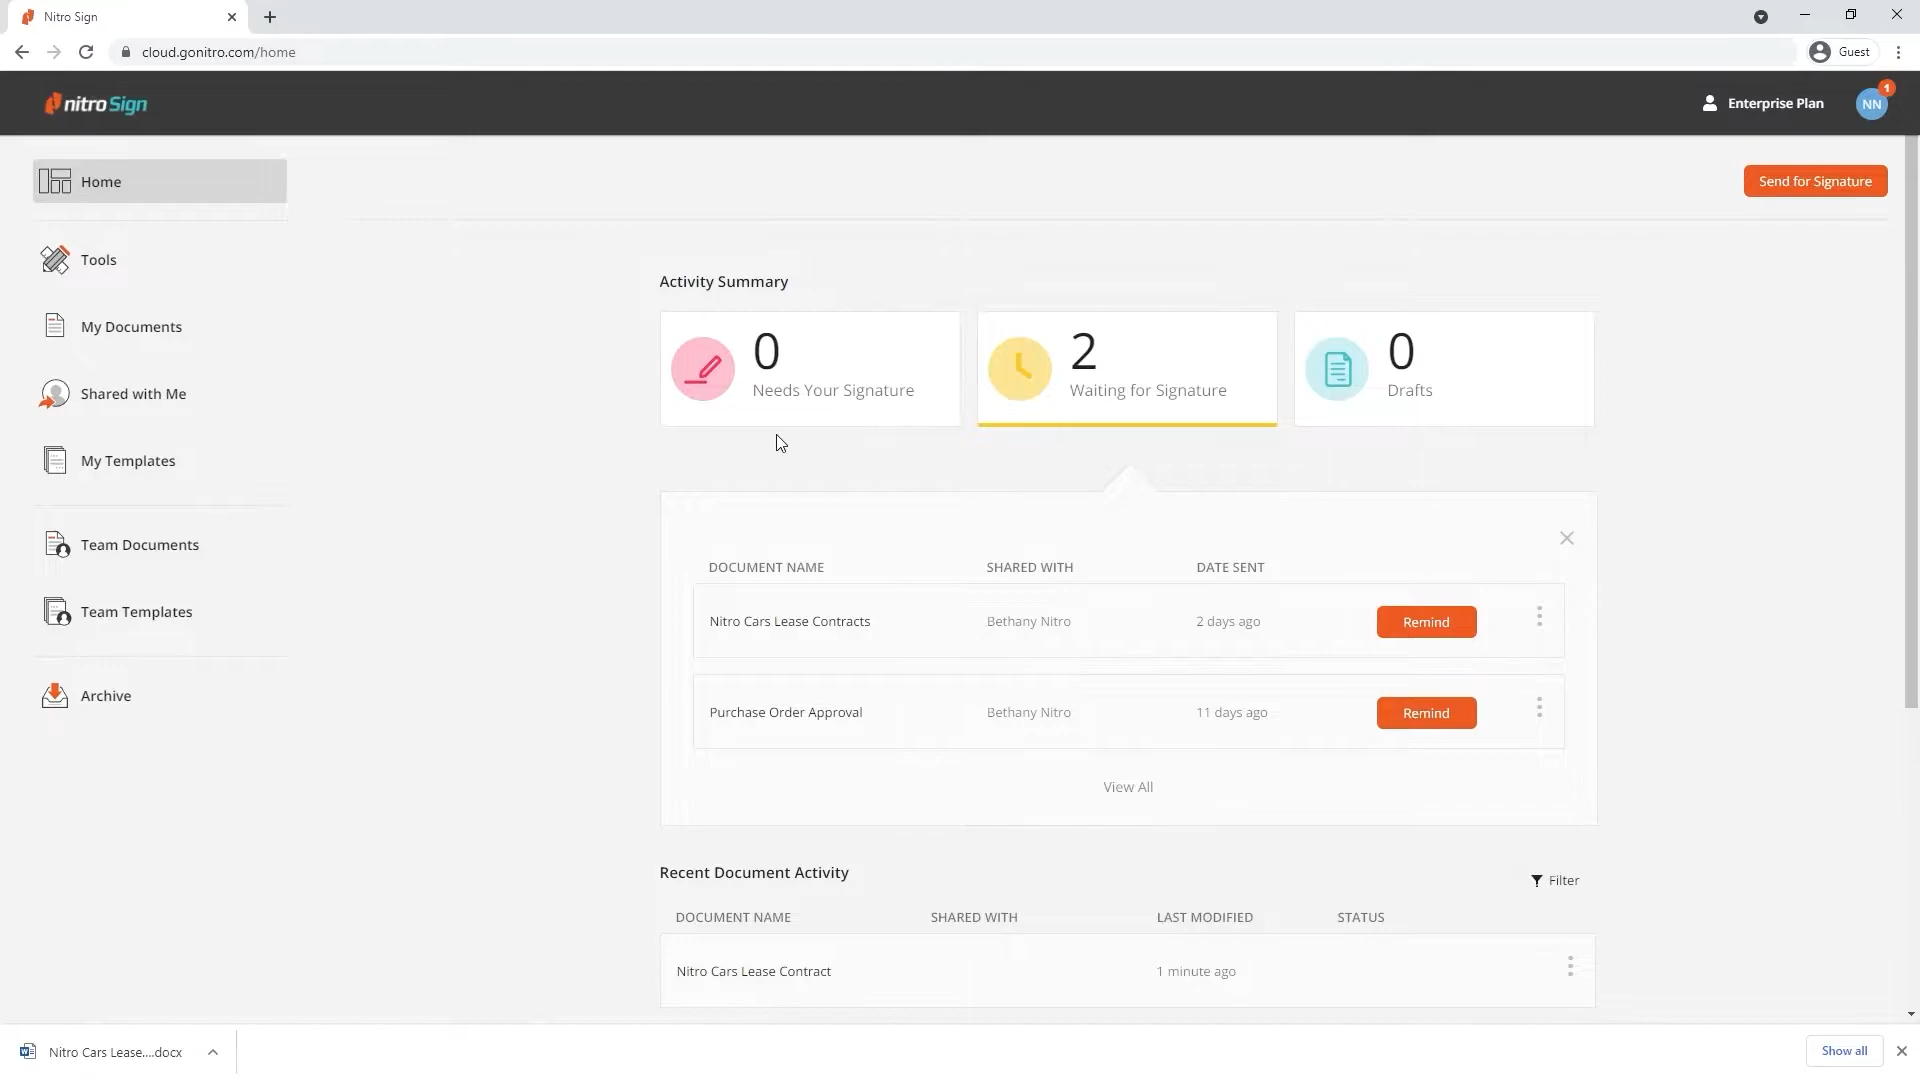 Nitro Sign
cloud.gonitro.com/home
Guest
nitro Sign
Enterprise Plan
NN
1
Home
Send for Signature
Tools
My Documents
Shared with Me
My Templates
Team Documents
Team Templates
Archive
Activity Summary
0
Needs Your Signature
2
Waiting for Signature
0
Drafts
DOCUMENT NAME SHARED WITH DATE SENT
Nitro Cars Lease Contracts Bethany Nitro 2 days ago Remind
Purchase Order Approval Bethany Nitro 11 days ago Remind
View All
Recent Document Activity
Filter
DOCUMENT NAME SHARED WITH LAST MODIFIED STATUS
Nitro Cars Lease Contract 1 minute ago
Nitro Cars Lease....docx
Show all